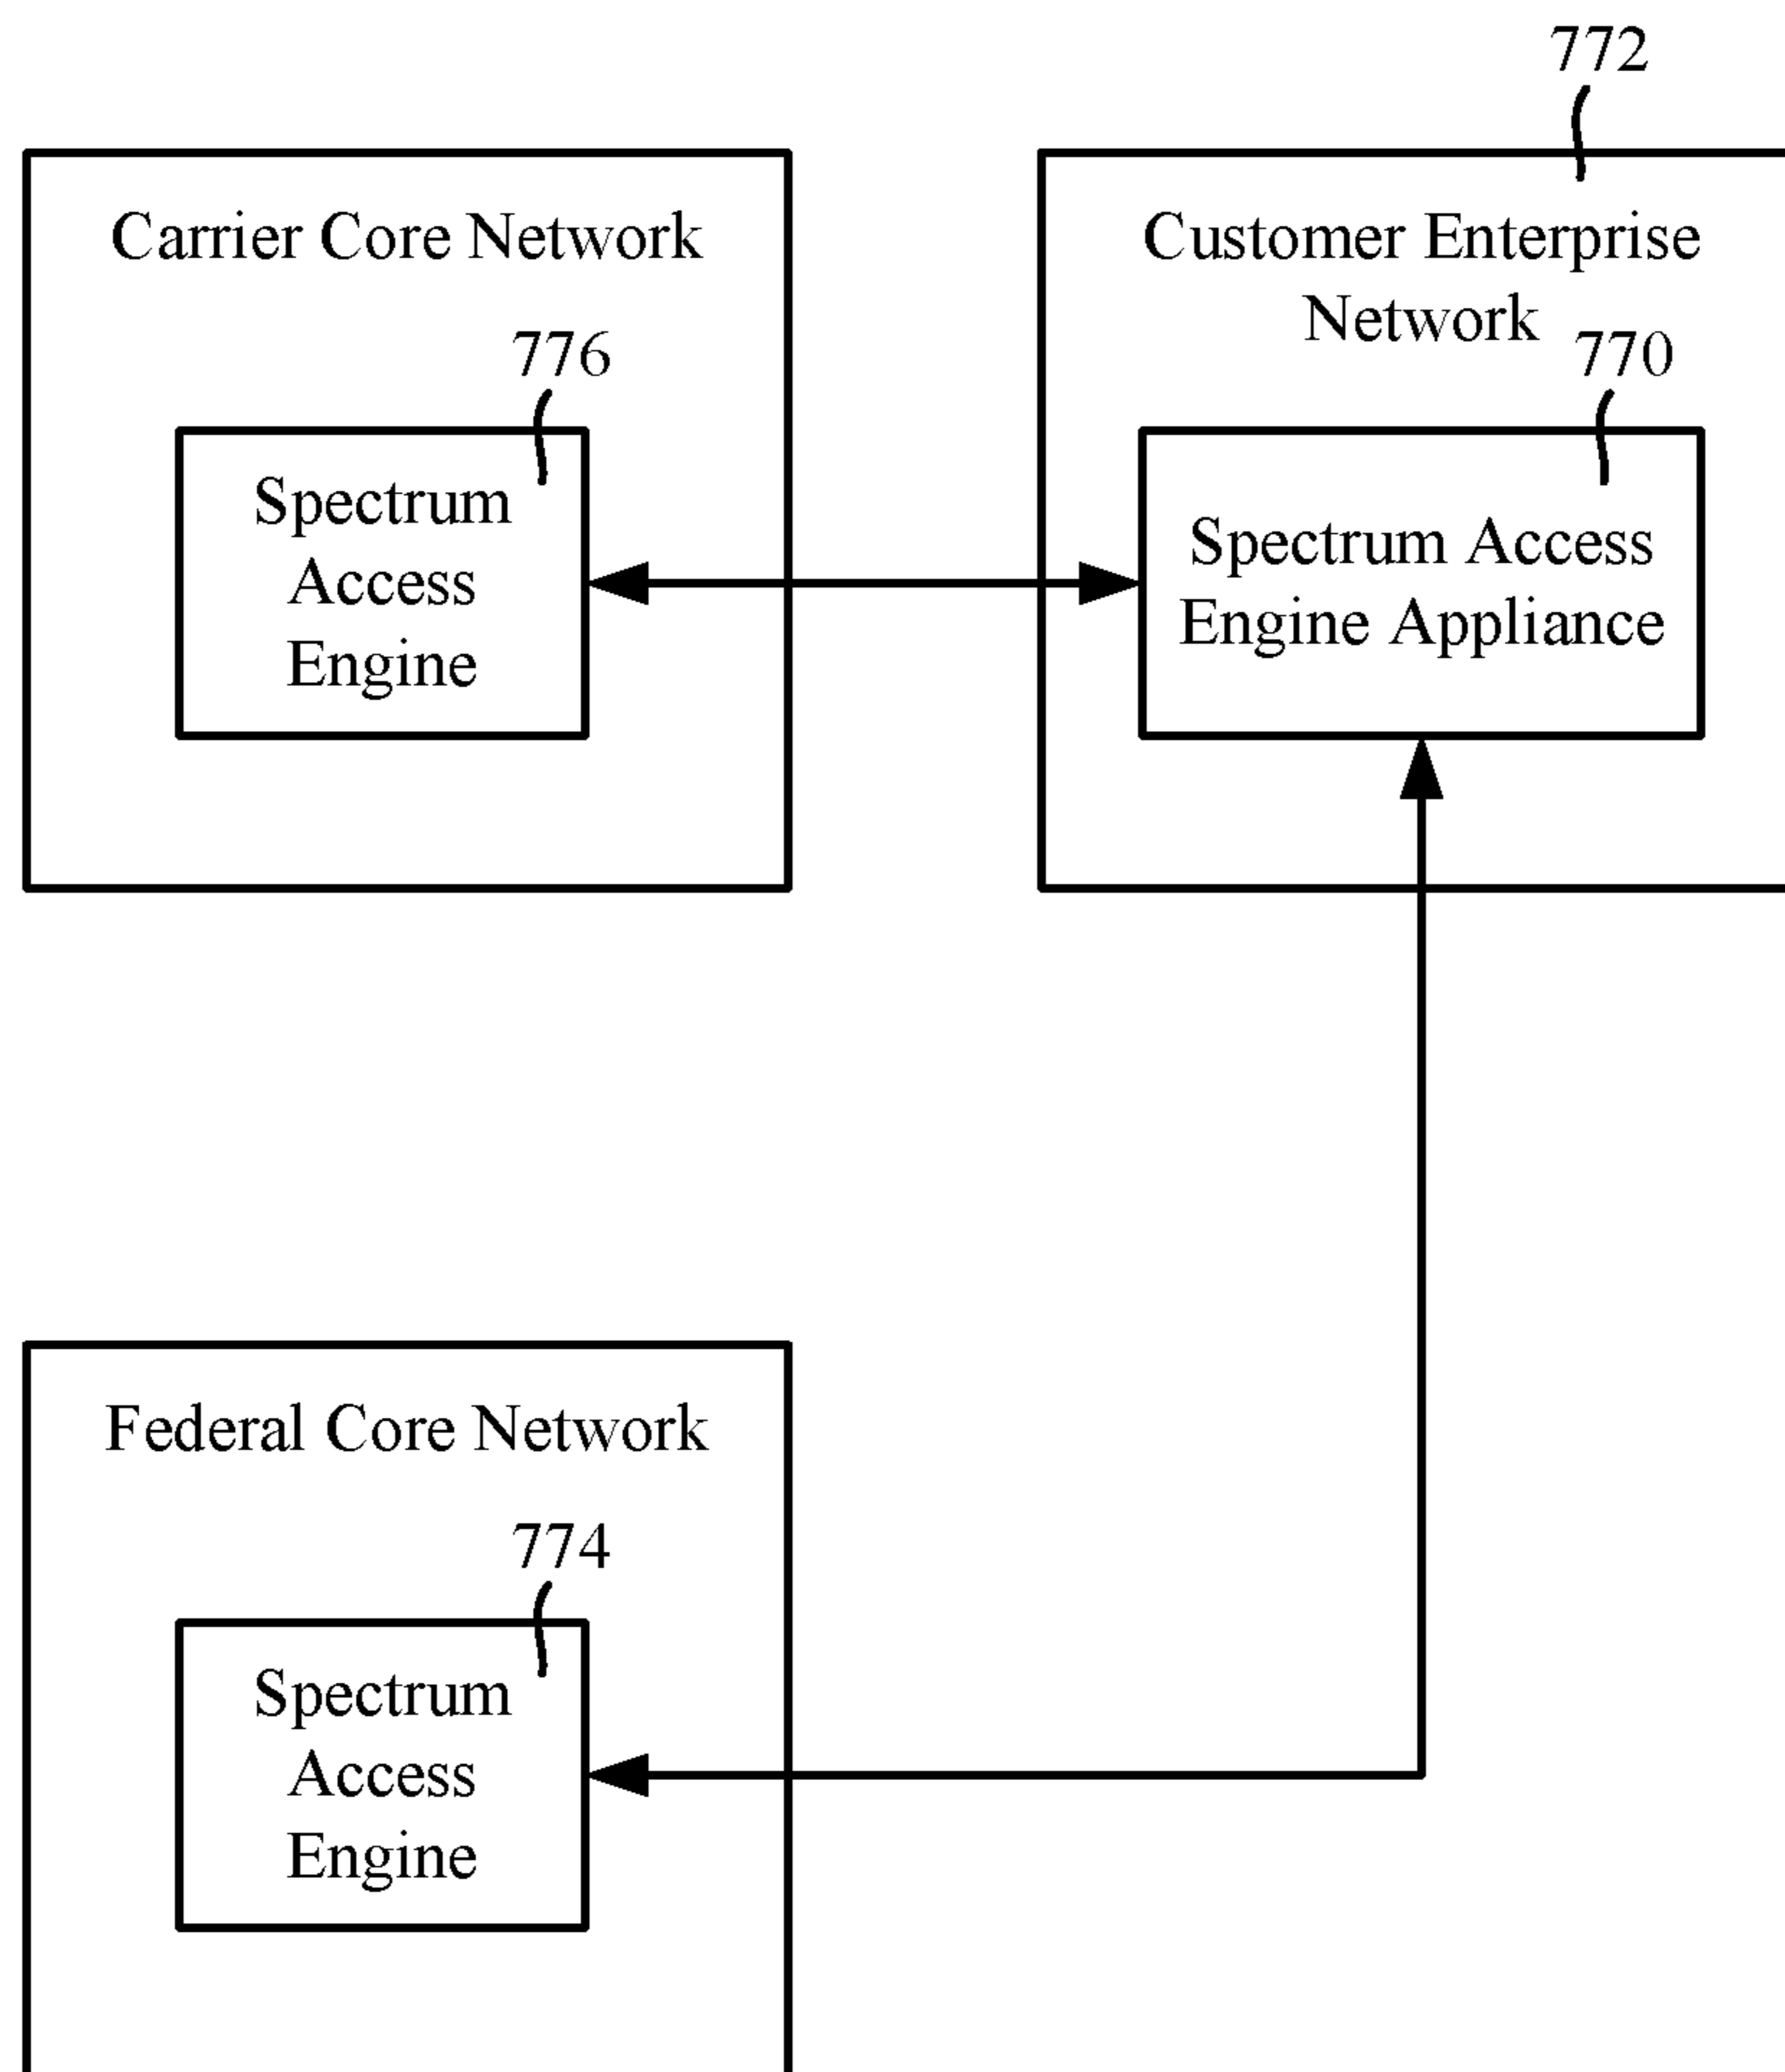 772
Carrier Core Network
776
Spectrum
Access
Engine
Customer Enterprise
Network
770
Spectrum Access
Engine Appliance
Federal Core Network
774
Spectrum
Access
Engine